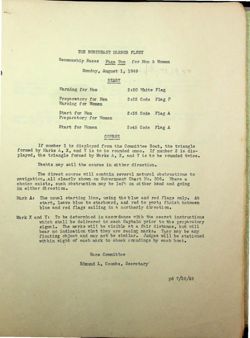 THE NORTHEAST HARBOR FLEET
Seamanship Races Plan Two for Men & Women
Monday, August 1, 1949
START
Warning for Men 2:20 White Flag
Preparatory for Men 2:25 Code Flag P
Warning for Women
Start for Men 2:35 Code Flag A
Preparatory for Women
Start for Women 2:45 Code Flag A
COURSE
If number 1 is displayed from the Committee Boat, the triangle
formed by Marks A, X, and Y is to be rounded once. If number 2 is dis-
played, the triangle formed by Marks A, X, and Y is to be rounded twice.
Yachts may sail the course in either direction.
The direct course will contain several natural obstructions to
navigation, all clearly shown on Government Chart No. 306. Where a
choice exists, such obstruction may be left on either hand and going
in either direction.
Mark A: The usual starting line, using the blue and red flags only. At
start, leave blue to starboard, and red to port; finish between
blue and red flags sailing in a northerly direction.
Mark X and Y: To be determined in accordance with the secret instructions
which shall be delivered to each Captain prior to the preparatory
signal. The marks will be visible at a fair distance, but will
bear no indication that they are racing marks. They may be any
floating object and may not be similar. Judges will be stationed
within sight of each mark to check roundings by each boat.
Race Committee
Edmund L. Coombs, Secretary
pd 7/28/49